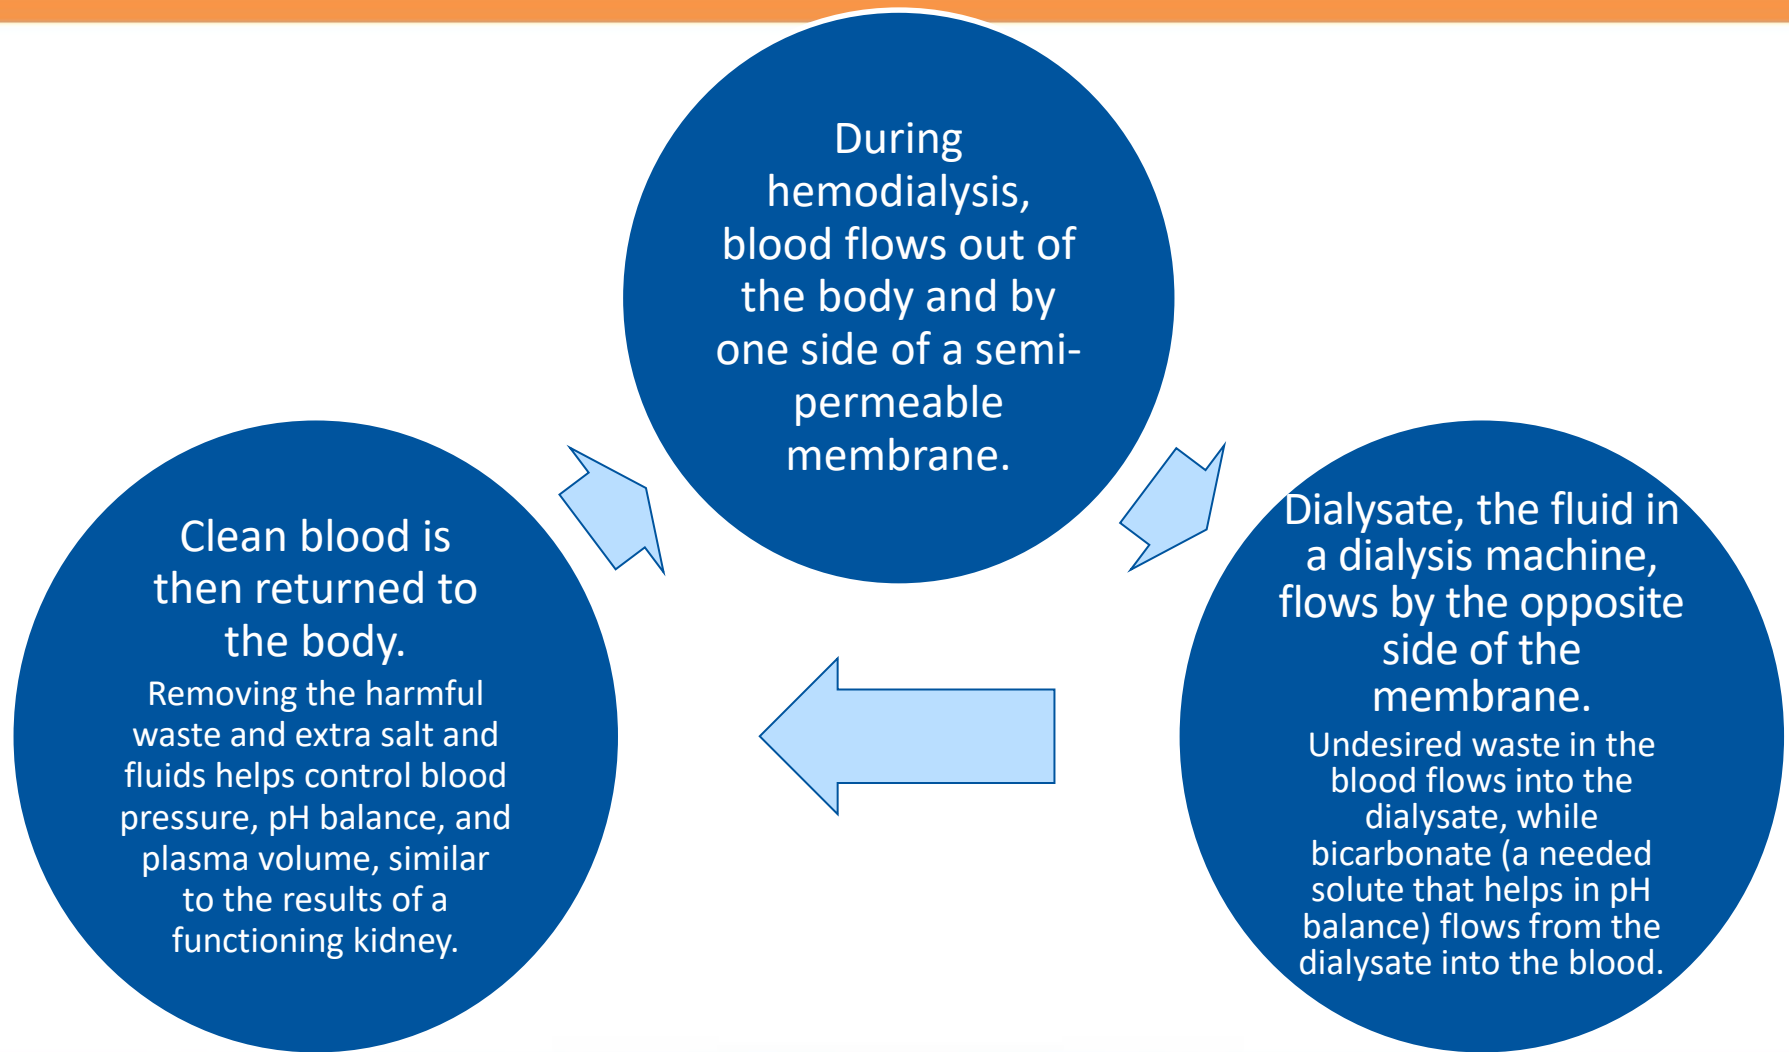 During
hemodialysis,
blood flows out of
the body and by
one side of a semi-
permeable
membrane.
Dialysate, the fluid in
a dialysis machine,
flows by the opposite
side of the
membrane.
Undesired waste in the
blood flows into the
dialysate, while
bicarbonate (a needed
solute that helps in pH
balance) flows from the
dialysate into the blood.
Clean blood is
then returned to
the body.
Removing the harmful
waste and extra salt and
fluids helps control blood
pressure, pH balance, and
plasma volume, similar
to the results of a
functioning kidney.